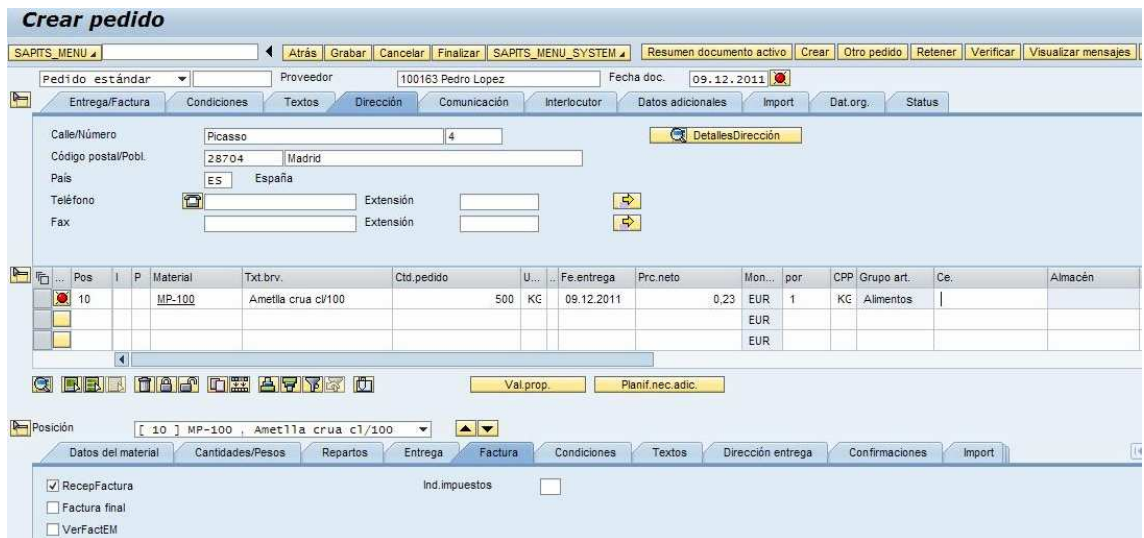 Crear pedido
SAPITS_MENU Atrás Grabar Cancelar Finalizar SAPITS_MENU_SYSTEM Resumen documento activo Crear Otro pedido Retener Verificar Visualizar mensajes
Pedido estándar Proveedor 100163 Pedro Lopez Fecha doc. 09.12.2011
Entrega/Factura Condiciones Textos Dirección Comunicación Interlocutor Datos adicionales Import Dat.org. Status
Calle/Número Picasso 4 DetallesDirección
Código postal/Pobl. 28704 Madrid
País ES España
Teléfono Extensión
Fax Extensión
... Pos I P Material Txt.brv. Ctd.pedido U... .. Fe.entrega Prc.neto Mon... por CPP Grupo art. Ce. Almacén
10 MP-100 Ametlla crua cl/100 500 KG 09.12.2011 0,23 EUR 1 KG Alimentos
EUR
EUR
Val.prop. Planif.nec.adic.
Posición [ 10 ] MP-100 , Ametlla crua cl/100
Datos del material Cantidades/Pesos Repartos Entrega Factura Condiciones Textos Dirección entrega Confirmaciones Import
RecepFactura Ind.impuestos
Factura final
VerFactEM